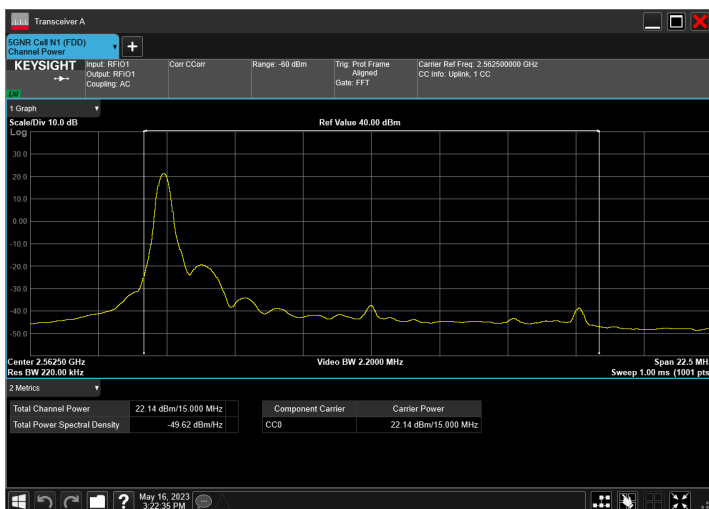 Transceiver A
5GNR Cell N1 (FDD)
Channel Power
KEYSIGHT
LXI
Input: RFIO1
Output: RFIO1
Coupling: AC
Corr CCorr
Range: -60 dBm
Trig: Prot Frame
Aligned
Gate: FFT
Carrier Ref Freq: 2.562500000 GHz
CC Info: Uplink, 1 CC
1 Graph
Scale/Div 10.0 dB
Ref Value 40.00 dBm
Log
30.0
20.0
10.0
0.00
-10.0
-20.0
-30.0
-40.0
-50.0
Center 2.56250 GHz
Video BW 2.2000 MHz
Span 22.5 MH
Res BW 220.00 kHz
Sweep 1.00 ms (1001 pts
2 Metrics
Total Channel Power 22.14 dBm/15.000 MHz
Total Power Spectral Density -49.62 dBm/Hz
Component Carrier Carrier Power
CC0 22.14 dBm/15.000 MHz
May 16, 2023
3:22:35 PM